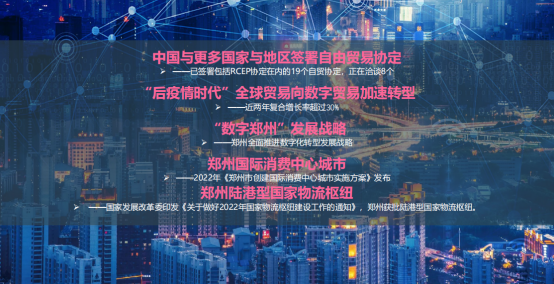 中国与更多国家与地区签署自由贸易协定
——已签署包括RCEP协定在内的19个自贸协定，正在洽谈8个
“后疫情时代”全球贸易向数字贸易加速转型
——近两年复合增长率超过30%
“数字郑州”发展战略
——郑州全面推进数字化转型发展战略
郑州国际消费中心城市
——2022年《郑州市创建国际消费中心城市实施方案》发布
郑州陆港型国家物流枢纽
——国家发展改革委印发《关于做好2022年国家物流枢纽建设工作的通知》，郑州获批陆港型国家物流枢纽。